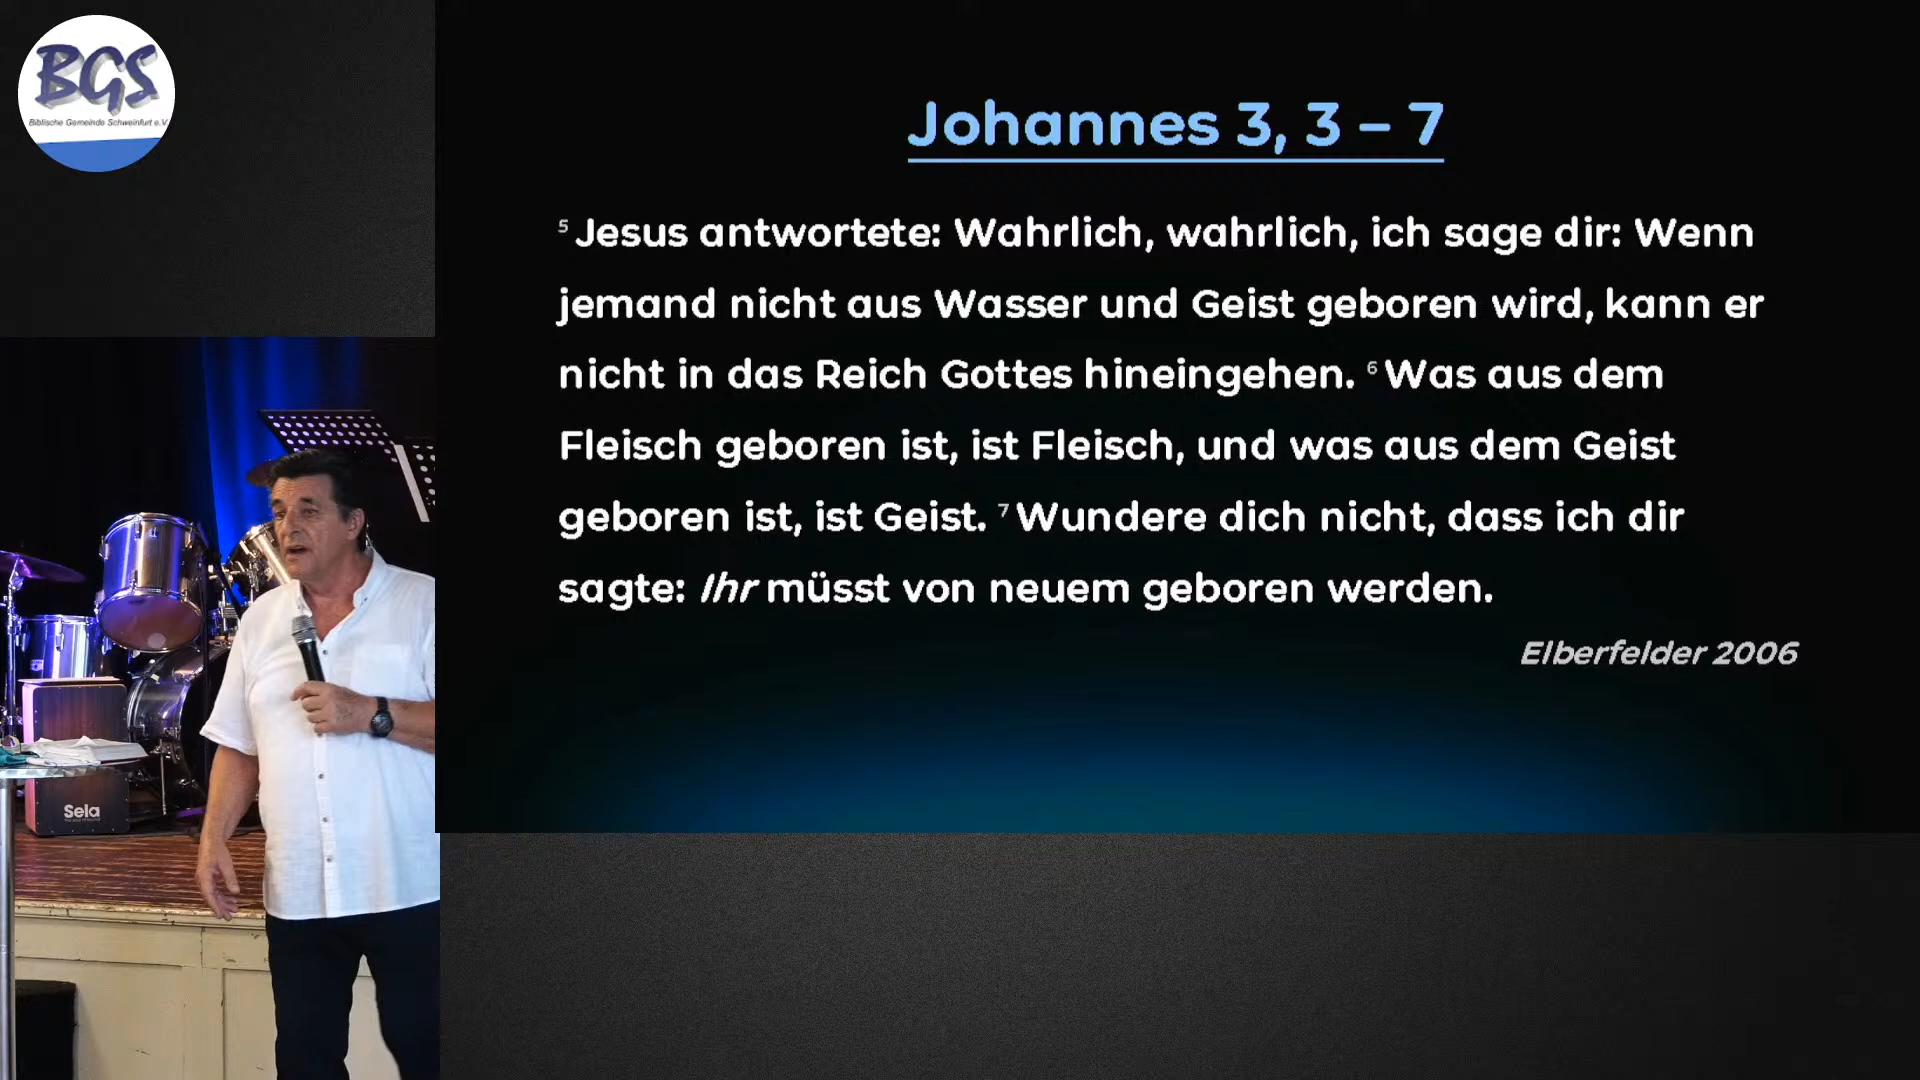 BGS
Biblische Gemeinde Schweinfurt e.V.
Johannes 3, 3 – 7
5 Jesus antwortete: Wahrlich, wahrlich, ich sage dir: Wenn
jemand nicht aus Wasser und Geist geboren wird, kann er
nicht in das Reich Gottes hineingehen. 6 Was aus dem
Fleisch geboren ist, ist Fleisch, und was aus dem Geist
geboren ist, ist Geist. 7 Wundere dich nicht, dass ich dir
sagte: Ihr müsst von neuem geboren werden.
Elberfelder 2006
Sela